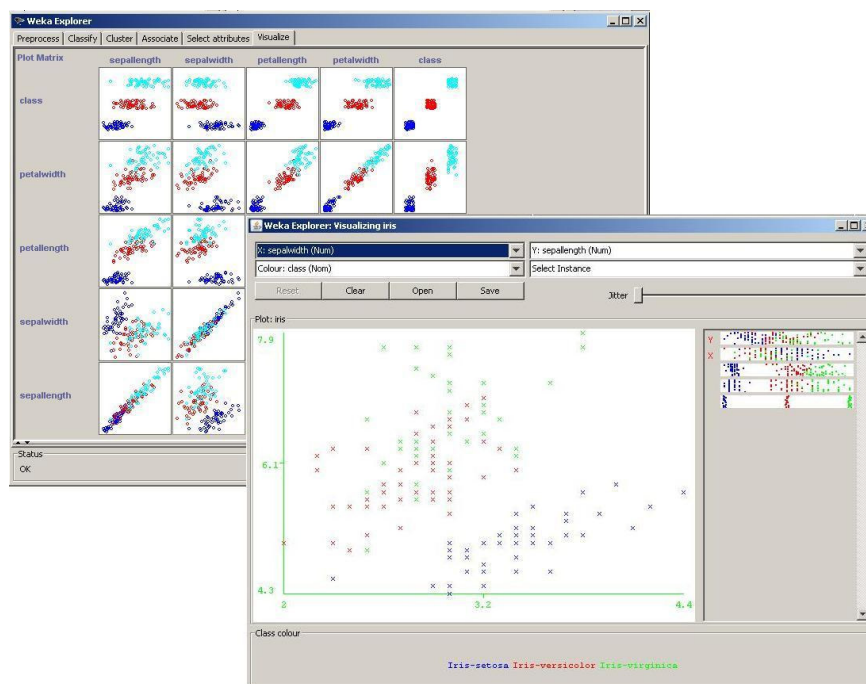 Weka Explorer
Preprocess Classify Cluster Associate Select attributes Visualize
Plot Matrix sepallength sepalwidth petallength petalwidth class
class
petalwidth
petallength
sepalwidth
sepallength
Status
OK
Weka Explorer: Visualizing iris
X: sepalwidth (Num) Y: sepallength (Num)
Colour: class (Nom) Select Instance
Reset Clear Open Save Jitter
Plot: iris
7.9
6.1
4.3
2 3.2 4.4
Y
X
Class colour
Iris-setosa Iris-versicolor Iris-virginica